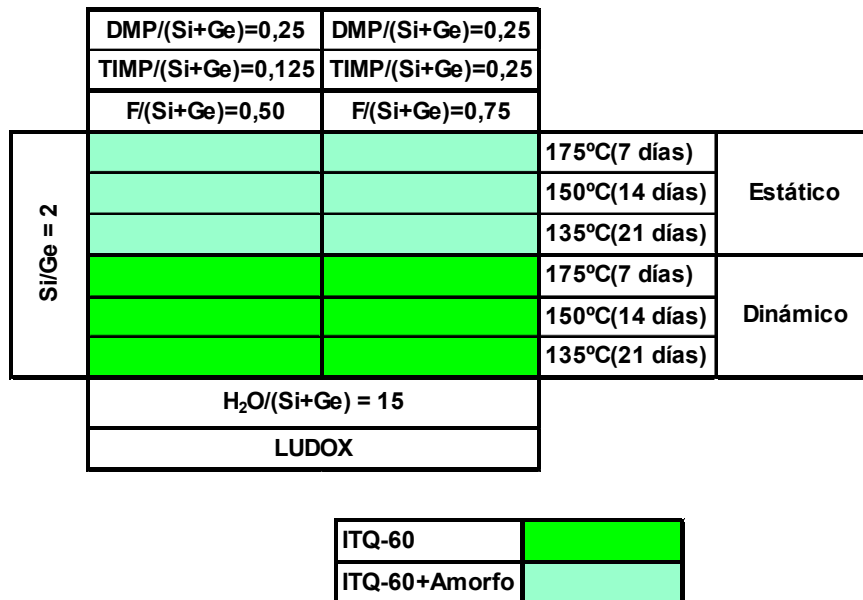 DMP/(Si+Ge)=0,25 DMP/(Si+Ge)=0,25
TIMP/(Si+Ge)=0,125 TIMP/(Si+Ge)=0,25
F/(Si+Ge)=0,50 F/(Si+Ge)=0,75
Si/Ge = 2
175ºC(7 días)
150ºC(14 días)
135ºC(21 días)
Estático
175ºC(7 días)
150ºC(14 días)
135ºC(21 días)
Dinámico
H₂O/(Si+Ge) = 15
LUDOX
ITQ-60
ITQ-60+Amorfo